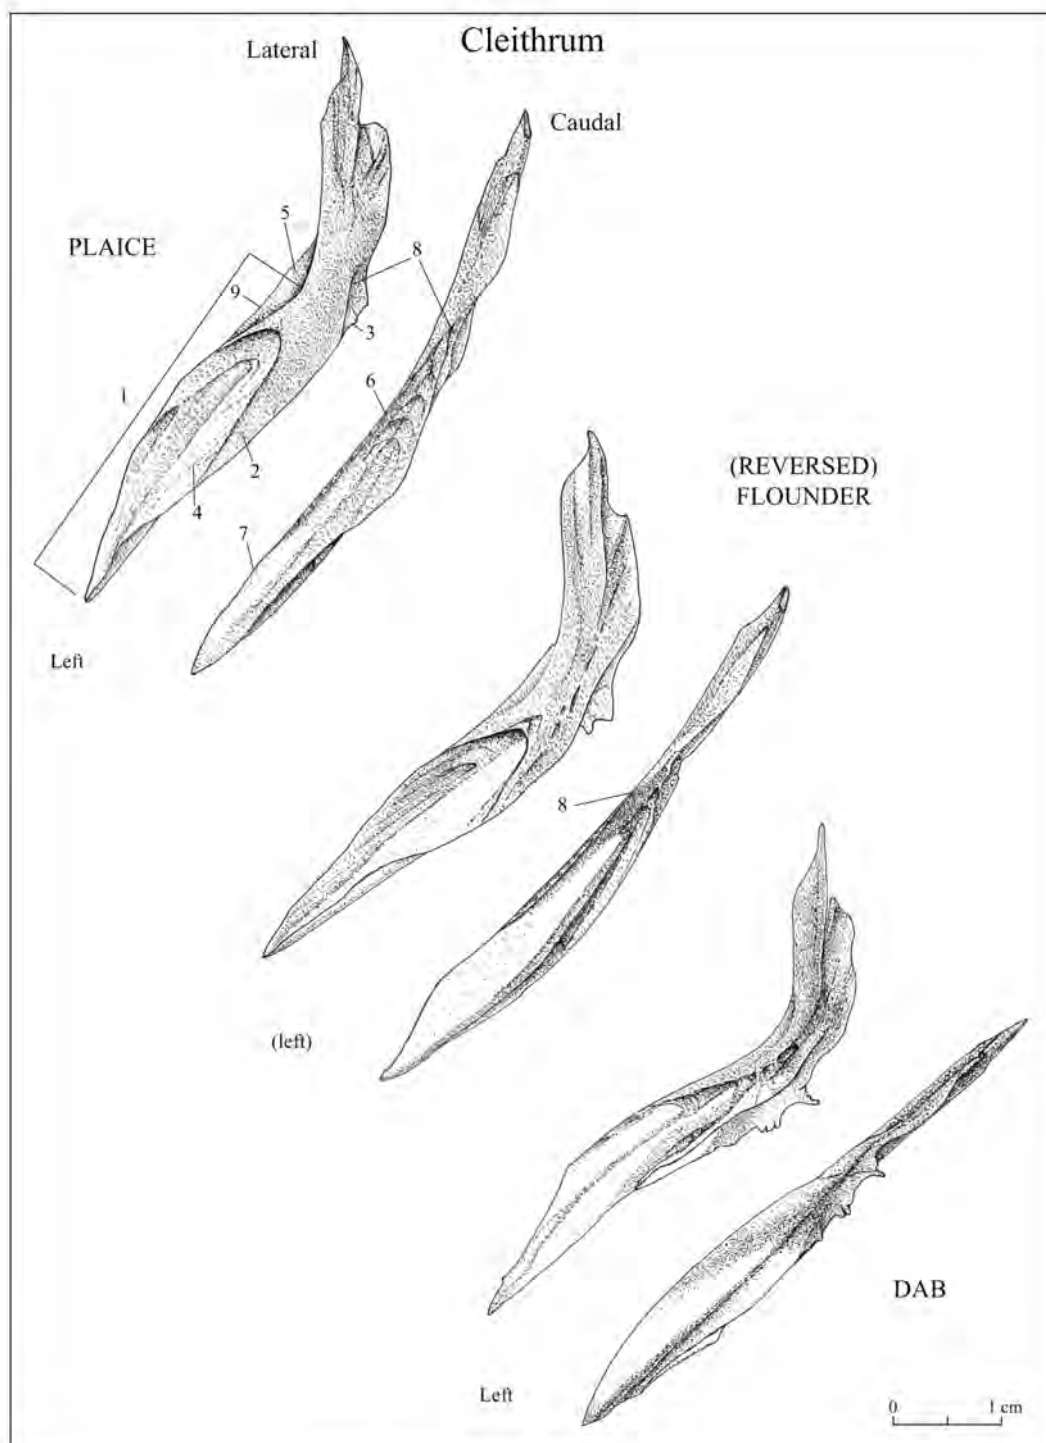 Cleithrum
Lateral
Caudal
PLAICE
5
8
9
3
6
1
2
4
7
Left
(REVERSED)
FLOUNDER
8
(left)
DAB
Left
0 1 cm